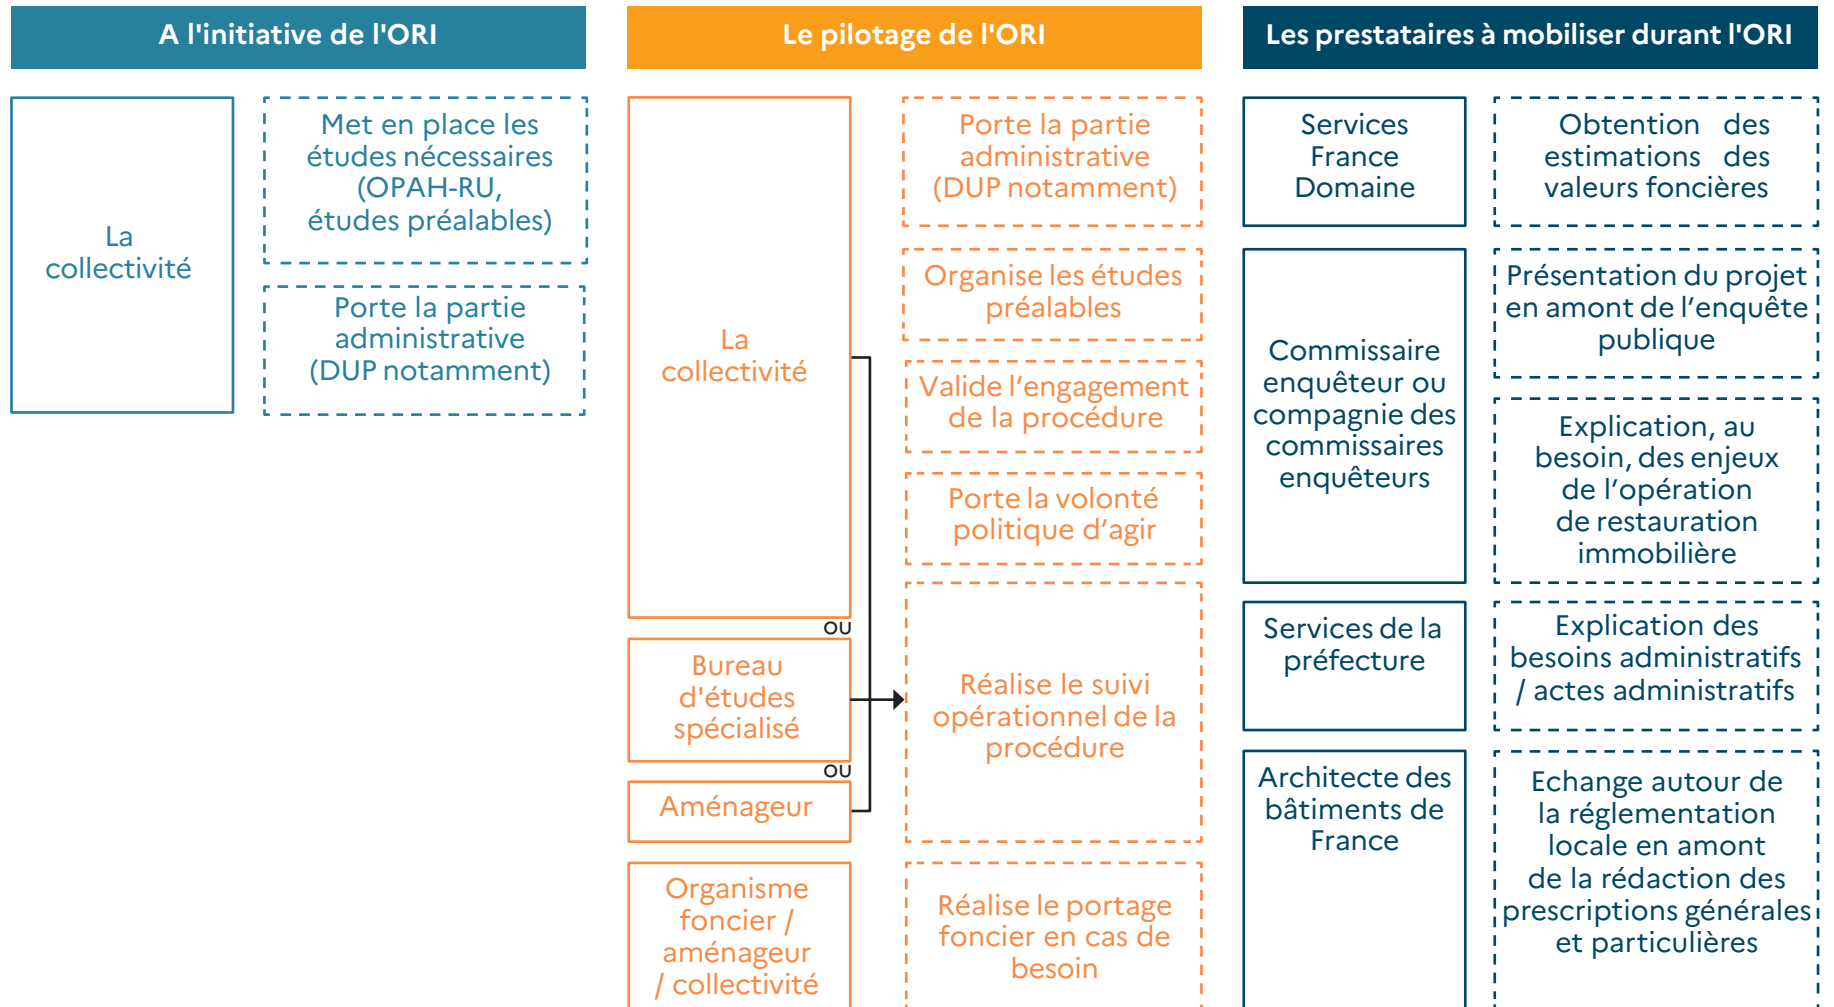 A l'initiative de l'ORI
La
collectivité
Met en place les
études nécessaires
(OPAH-RU,
études préalables)
Porte la partie
administrative
(DUP notamment)
Le pilotage de l'ORI
La
collectivité
OU
Bureau
d'études
spécialisé
OU
Aménageur
Organisme
foncier /
aménageur
/ collectivité
Porte la partie
administrative
(DUP notamment)
Organise les études
préalables
Valide l’engagement
de la procédure
Porte la volonté
politique d’agir
Réalise le suivi
opérationnel de la
procédure
Réalise le portage
foncier en cas de
besoin
Les prestataires à mobiliser durant l'ORI
Services
France
Domaine
Obtention des
estimations des
valeurs foncières
Commissaire
enquêteur ou
compagnie des
commissaires
enquêteurs
Présentation du projet
en amont de l’enquête
publique
Explication, au
besoin, des enjeux
de l’opération
de restauration
immobilière
Services de la
préfecture
Explication des
besoins administratifs
/ actes administratifs
Architecte des
bâtiments de
France
Echange autour de
la réglementation
locale en amont
de la rédaction des
prescriptions générales
et particulières